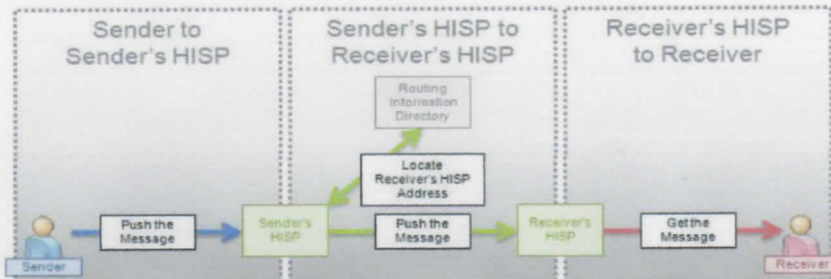 Sender to
Sender's HISP
Sender's HISP to
Receiver's HISP
Receiver's HISP
to Receiver
Routing
Information
Directory
Locate
Receiver's HISP
Address
Push the
Message
Sender's
HISP
Push the
Message
Receiver's
HISP
Get the
Message
Sender
Receiver